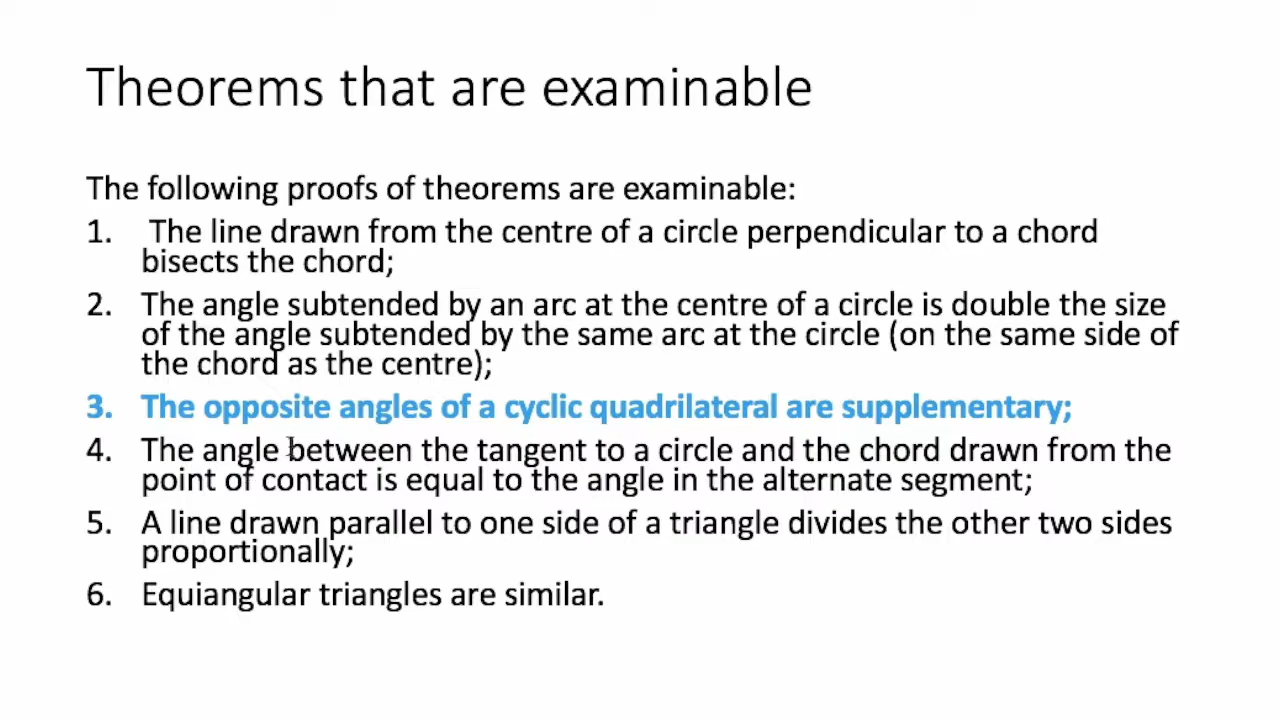 Theorems that are examinable
The following proofs of theorems are examinable:
1. The line drawn from the centre of a circle perpendicular to a chord
bisects the chord;
2. The angle subtended by an arc at the centre of a circle is double the size
of the angle subtended by the same arc at the circle (on the same side of
the chord as the centre);
3. The opposite angles of a cyclic quadrilateral are supplementary;
4. The angle between the tangent to a circle and the chord drawn from the
point of contact is equal to the angle in the alternate segment;
5. A line drawn parallel to one side of a triangle divides the other two sides
proportionally;
6. Equiangular triangles are similar.